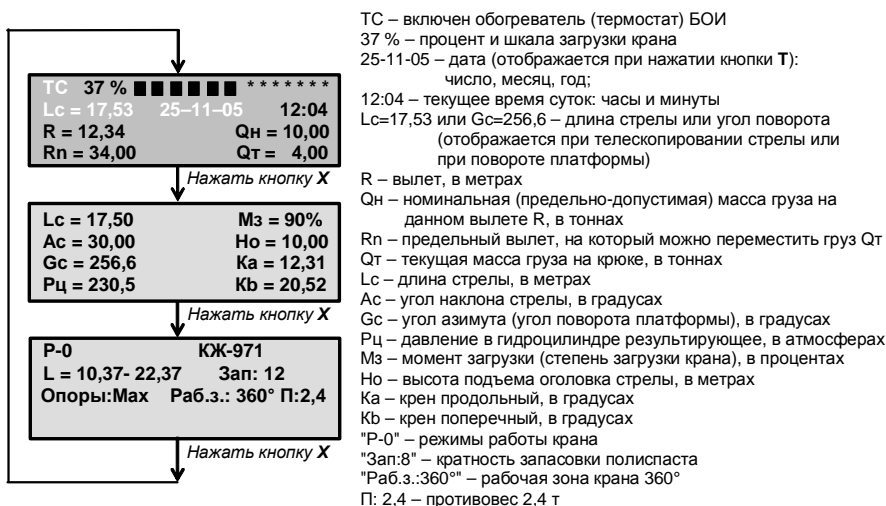 ТС 37 % ■ ■ ■ ■ ■ ■ * * * * * * *
Lc = 17,53 25–11–05 12:04
R = 12,34 Qн = 10,00
Rn = 34,00 Qт = 4,00
Нажать кнопку X
Lc = 17,50 Мз = 90%
Ac = 30,00 Но = 10,00
Gc = 256,6 Ка = 12,31
Рц = 230,5 Кb = 20,52
Нажать кнопку X
Р-0 КЖ-971
L = 10,37- 22,37 Зап: 12
Опоры:Max Раб.з.: 360° П:2,4
Нажать кнопку X
ТС – включен обогреватель (термостат) БОИ
37 % – процент и шкала загрузки крана
25-11-05 – дата (отображается при нажатии кнопки Т):
число, месяц, год;
12:04 – текущее время суток: часы и минуты
Lc=17,53 или Gc=256,6 – длина стрелы или угол поворота
(отображается при телескопировании стрелы или
при повороте платформы)
R – вылет, в метрах
Qн – номинальная (предельно-допустимая) масса груза на
данном вылете R, в тоннах
Rn – предельный вылет, на который можно переместить груз Qт
Qт – текущая масса груза на крюке, в тоннах
Lc – длина стрелы, в метрах
Ac – угол наклона стрелы, в градусах
Gc – угол азимута (угол поворота платформы), в градусах
Рц – давление в гидроцилиндре результирующее, в атмосферах
Мз – момент загрузки (степень загрузки крана), в процентах
Но – высота подъема оголовка стрелы, в метрах
Ка – крен продольный, в градусах
Кb – крен поперечный, в градусах
"Р-0" – режимы работы крана
"Зап:8" – кратность запасовки полиспаста
"Раб.з.:360°" – рабочая зона крана 360°
П: 2,4 – противовес 2,4 т